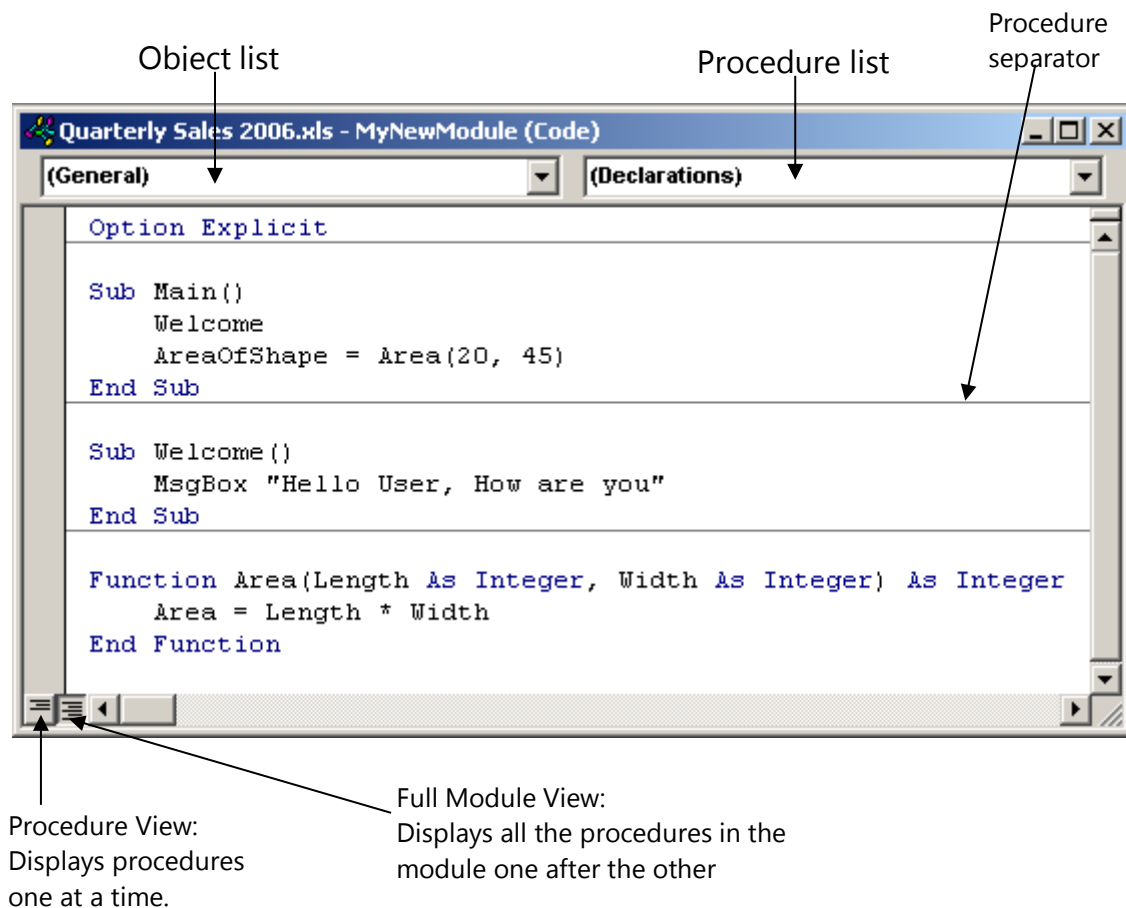 Procedure
separator
Object list
Procedure list
Quarterly Sales 2006.xls - MyNewModule (Code)
(General)
(Declarations)
Option Explicit
Sub Main()
Welcome
AreaOfShape = Area(20, 45)
End Sub
Sub Welcome()
MsgBox "Hello User, How are you"
End Sub
Function Area(Length As Integer, Width As Integer) As Integer
Area = Length * Width
End Function
Procedure View:
Displays procedures
one at a time.
Full Module View:
Displays all the procedures in the
module one after the other